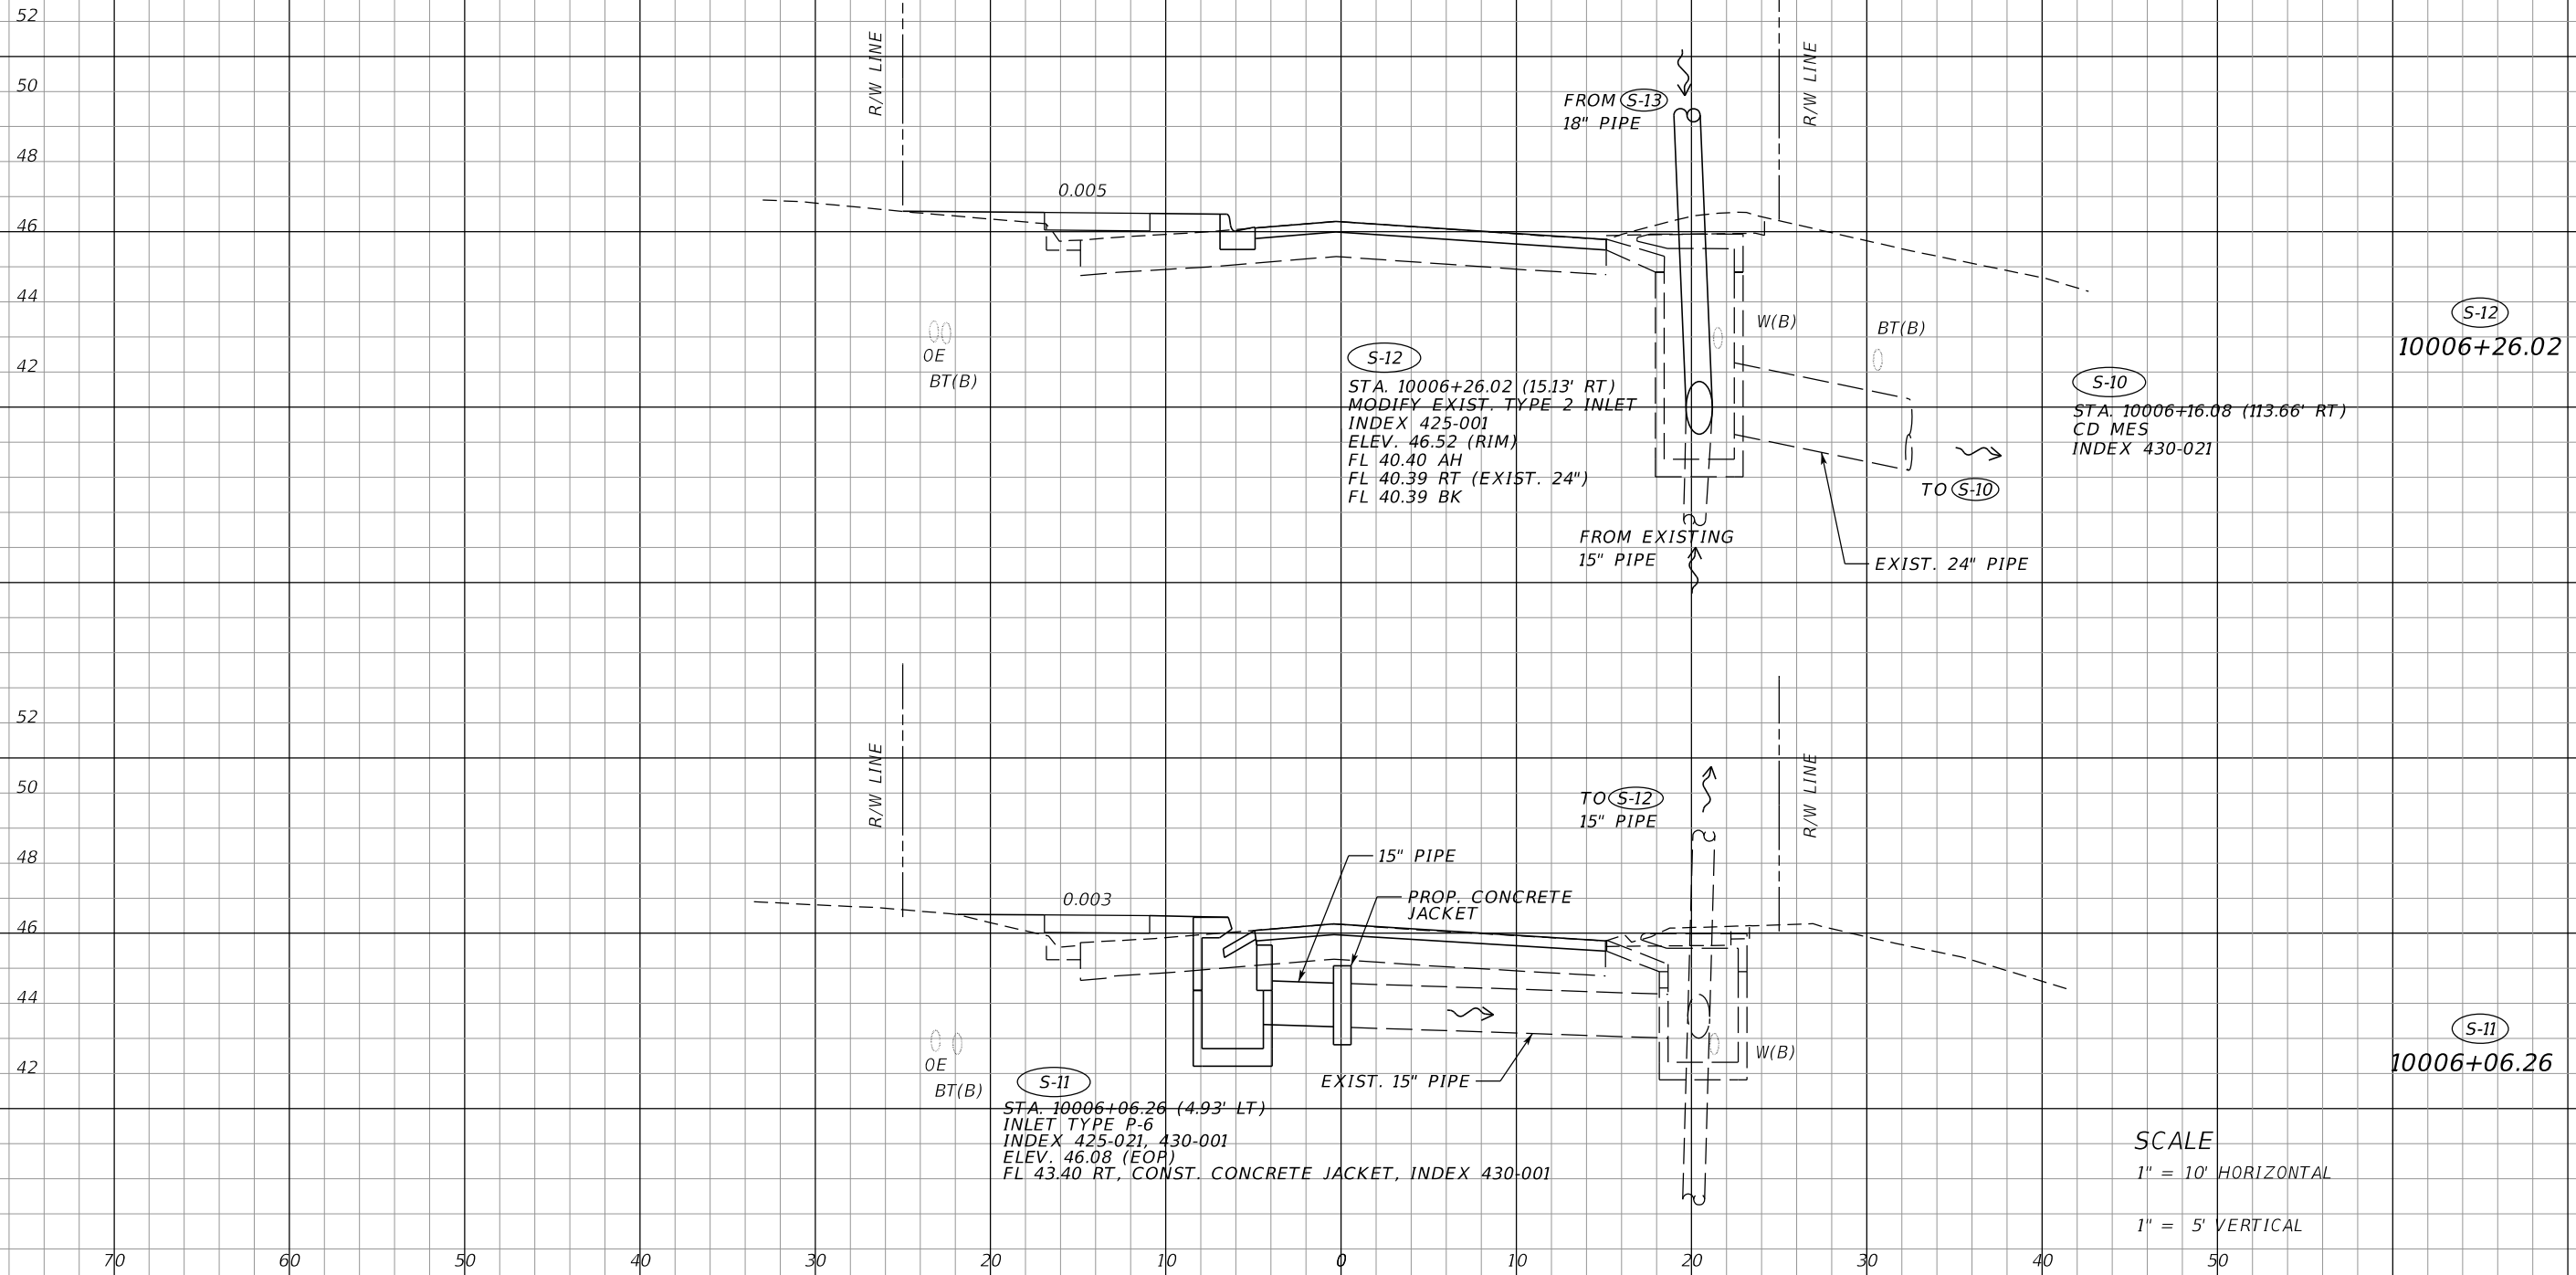 52
50
48
46
44
42
R/W LINE
R/W LINE
FROM S-13
18" PIPE
0.005
OE
BT(B)
W(B)
BT(B)
S-12
STA. 10006+26.02 (15.13' RT)
MODIFY EXIST. TYPE 2 INLET
INDEX 425-001
ELEV. 46.52 (RIM)
FL 40.40 AH
FL 40.39 RT (EXIST. 24")
FL 40.39 BK
S-10
STA. 10006+16.08 (113.66' RT)
CD MES
INDEX 430-021
TO S-10
FROM EXISTING
15" PIPE
EXIST. 24" PIPE
S-12
10006+26.02
52
50
48
46
44
42
R/W LINE
R/W LINE
TO S-12
15" PIPE
15" PIPE
PROP. CONCRETE
JACKET
0.003
OE
BT(B)
W(B)
EXIST. 15" PIPE
S-11
STA. 10006+06.26 (4.93' LT)
INLET TYPE P-6
INDEX 425-021, 430-001
ELEV. 46.08 (EOP)
FL 43.40 RT, CONST. CONCRETE JACKET, INDEX 430-001
S-11
10006+06.26
SCALE
1" = 10' HORIZONTAL
1" = 5' VERTICAL
70 60 50 40 30 20 10 0 10 20 30 40 50